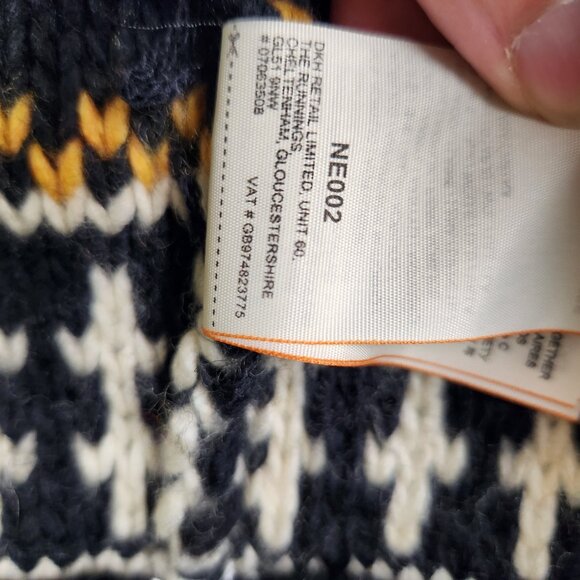 NE002
DKH RETAIL LIMITED, UNIT 60,
THE RUNNINGS,
CHELTENHAM, GLOUCESTERSHIRE
GL51 9NW
# 07063508
VAT # GB974823775